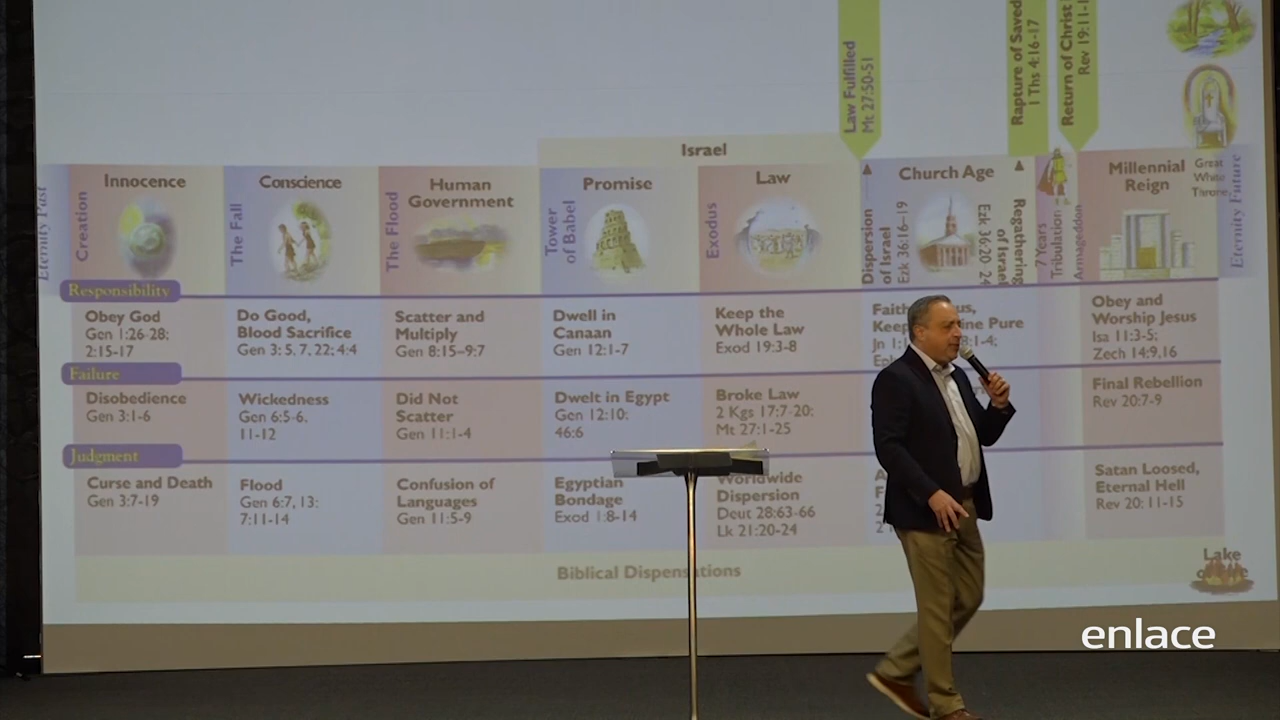 Law Fulfilled
Mt 27:50-51
Rapture of Saved
1 Ths 4:16-17
Return of Christ
Rev 19:11-
Israel
Eternity Past
Creation
Innocence
The Fall
Conscience
The Flood
Human
Government
Tower
of Babel
Promise
Exodus
Law
Dispersion
of Israel
Ezk 36:16–19
Church Age
Ezk 36:20-24
Regathering
of Israel
7 Years
Tribulation
Armageddon
Millennial
Reign
Great
White
Throne
Eternity Future
Responsibility
Obey God
Gen 1:26-28;
2:15-17
Do Good,
Blood Sacrifice
Gen 3: 5, 7, 22; 4:4
Scatter and
Multiply
Gen 8:15–9:7
Dwell in
Canaan
Gen 12:1-7
Keep the
Whole Law
Exod 19:3-8
Faith
Keep Pure
Obey and
Worship Jesus
Isa 11:3-5;
Zech 14:9,16
Failure
Disobedience
Gen 3:1-6
Wickedness
Gen 6:5-6,
11-12
Did Not
Scatter
Gen 11:1-4
Dwelt in Egypt
Gen 12:10;
46:6
Broke Law
2 Kgs 17:7-20;
Mt 27:1-25
Final Rebellion
Rev 20:7-9
Judgment
Curse and Death
Gen 3:7-19
Flood
Gen 6:7, 13;
7:11-14
Confusion of
Languages
Gen 11:5-9
Egyptian
Bondage
Exod 1:8-14
Worldwide
Dispersion
Deut 28:63-66
Lk 21:20-24
Satan Loosed,
Eternal Hell
Rev 20:11-15
Biblical Dispensations
Lake
enlace